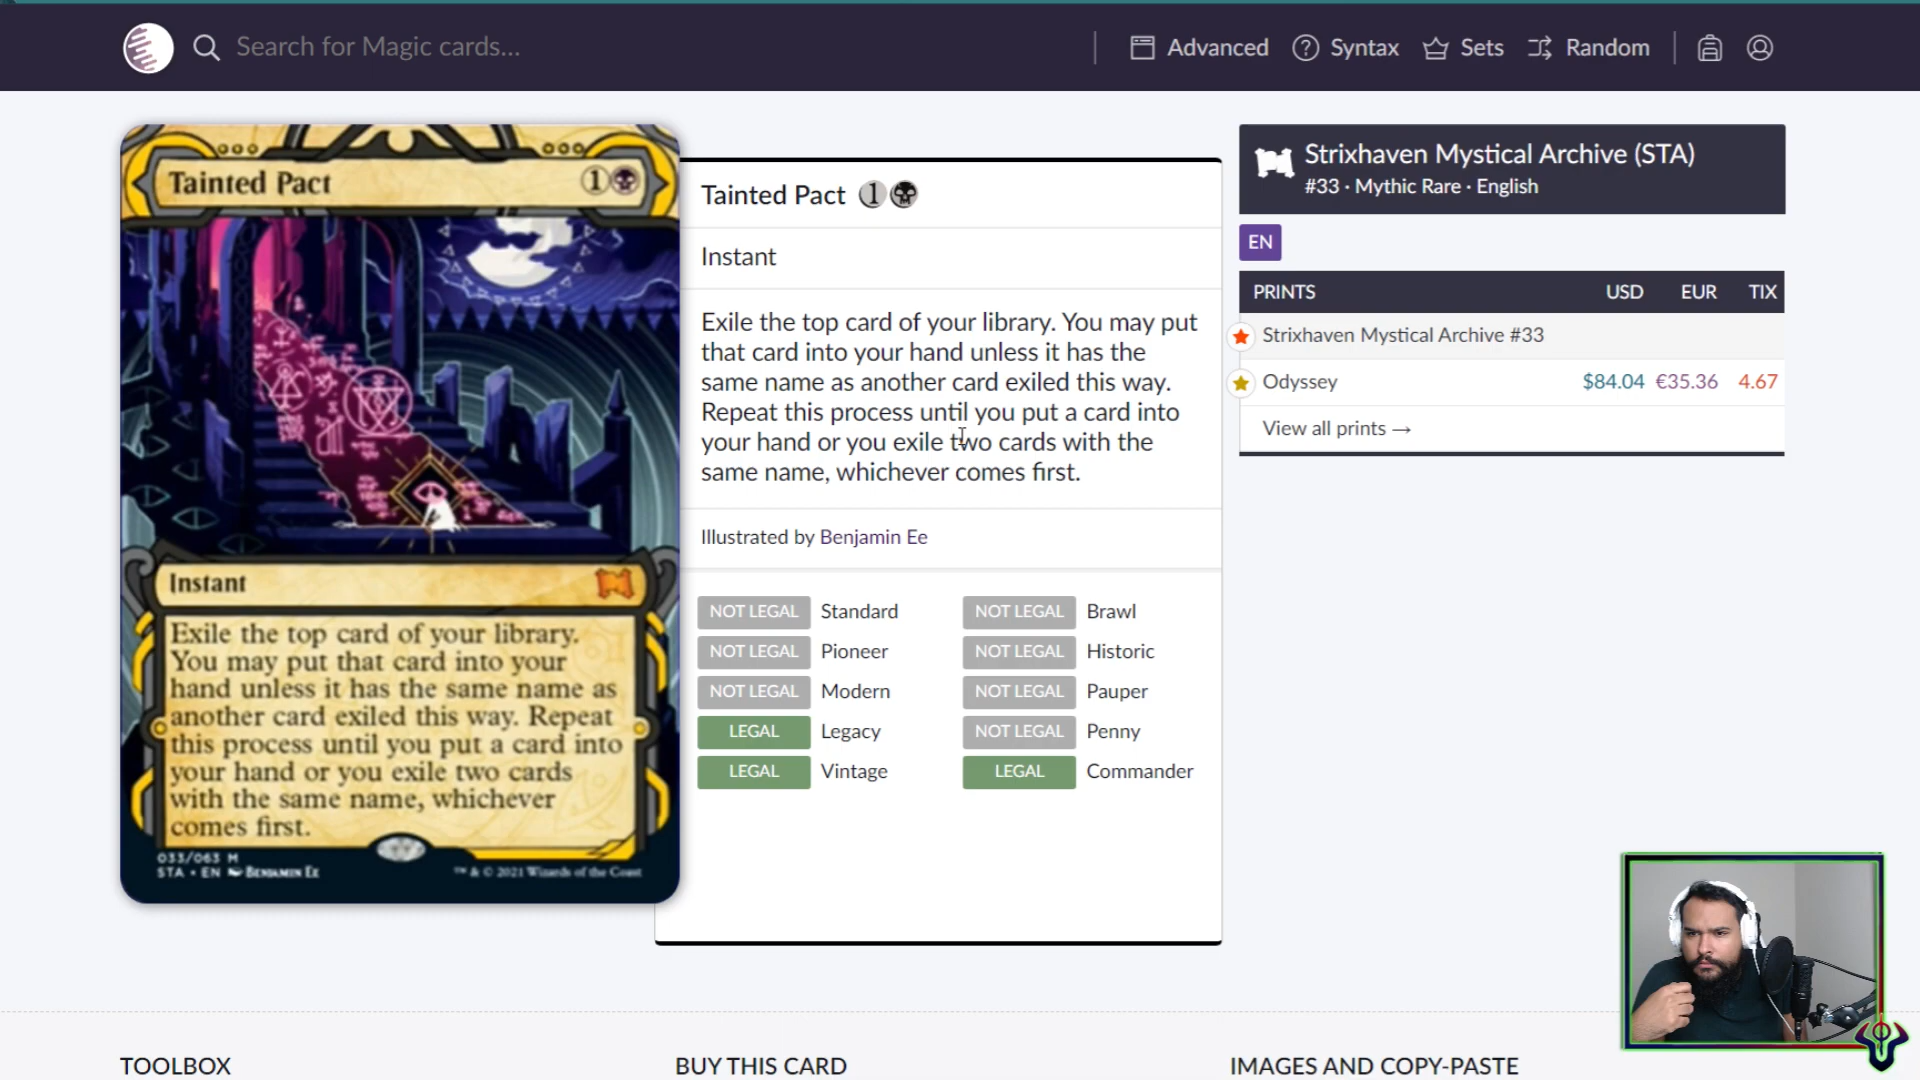 Search for Magic cards...
Advanced
Syntax
Sets
Random
Tainted Pact 1
Instant
Exile the top card of your library.
You may put that card into your
hand unless it has the same name as
another card exiled this way. Repeat
this process until you put a card into
your hand or you exile two cards
with the same name, whichever
comes first.
033/063 M
STA • EN Benjamin Ee
™ & © 2021 Wizards of the Coast
Tainted Pact 1
Instant
Exile the top card of your library. You may put
that card into your hand unless it has the
same name as another card exiled this way.
Repeat this process until you put a card into
your hand or you exile two cards with the
same name, whichever comes first.
Illustrated by Benjamin Ee
NOT LEGAL Standard NOT LEGAL Brawl
NOT LEGAL Pioneer NOT LEGAL Historic
NOT LEGAL Modern NOT LEGAL Pauper
LEGAL Legacy NOT LEGAL Penny
LEGAL Vintage LEGAL Commander
Strixhaven Mystical Archive (STA)
#33 · Mythic Rare · English
EN
PRINTS USD EUR TIX
Strixhaven Mystical Archive #33
Odyssey $84.04 €35.36 4.67
View all prints →
TOOLBOX
BUY THIS CARD
IMAGES AND COPY-PASTE